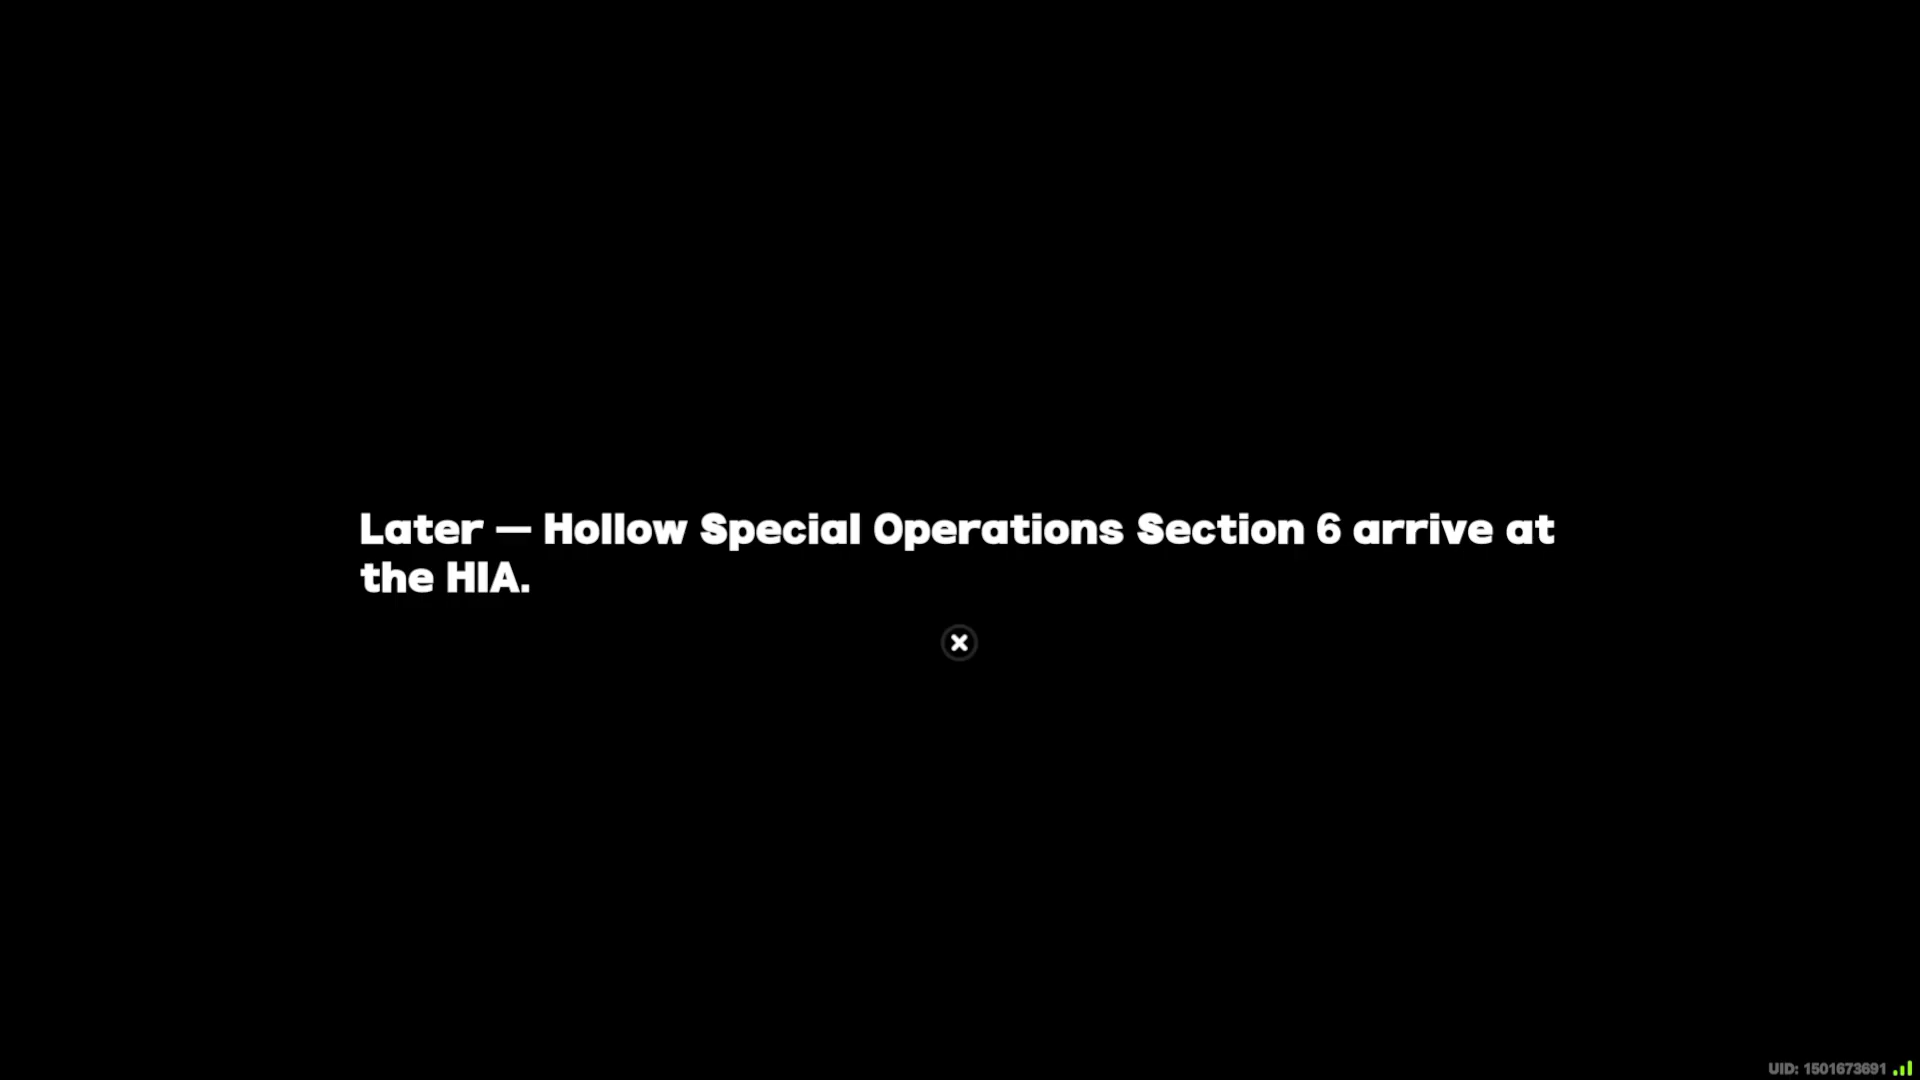 Later — Hollow Special Operations Section 6 arrive at
the HIA.
UID: 1501673691